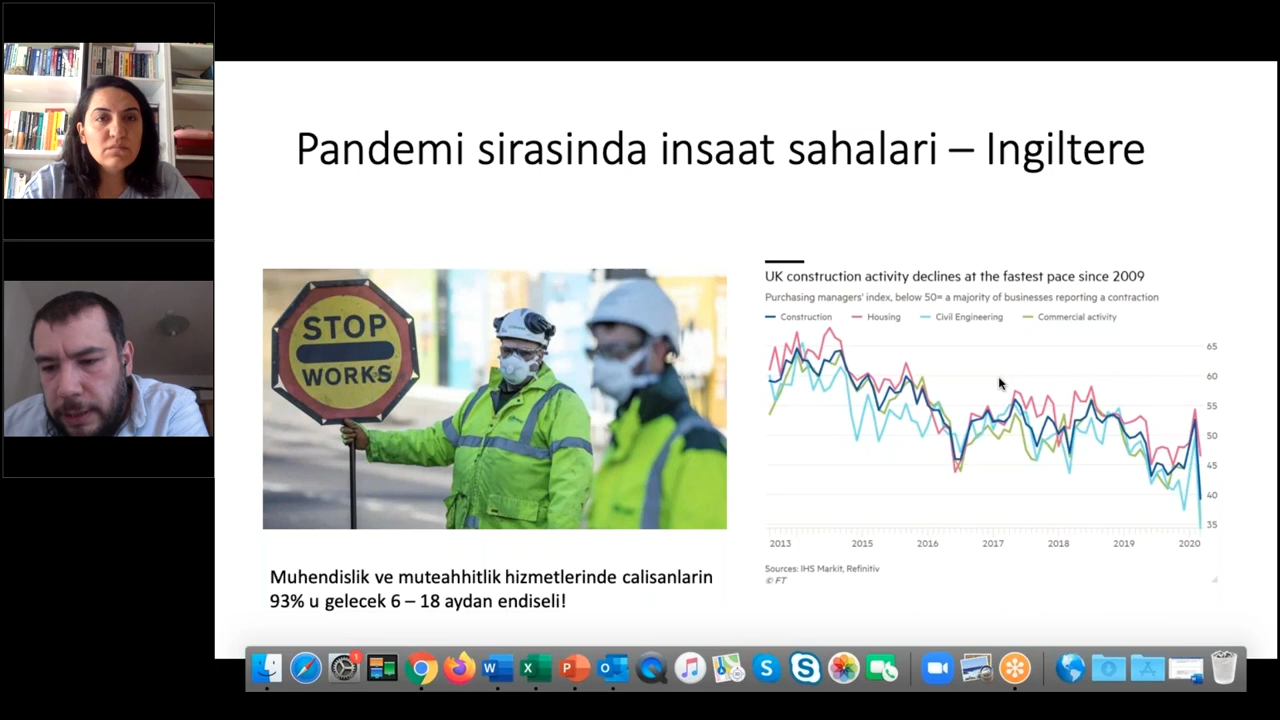 Pandemi sirasinda insaat sahalari – Ingiltere
STOP
WORKS
Muhendislik ve muteahhitlik hizmetlerinde calisanlarin
93% u gelecek 6 – 18 aydan endiseli!
UK construction activity declines at the fastest pace since 2009
Purchasing managers' index, below 50= a majority of businesses reporting a contraction
Construction Housing Civil Engineering Commercial activity
65
60
55
50
45
40
35
2013 2015 2016 2017 2018 2019 2020
Sources: IHS Markit, Refinitiv
© FT